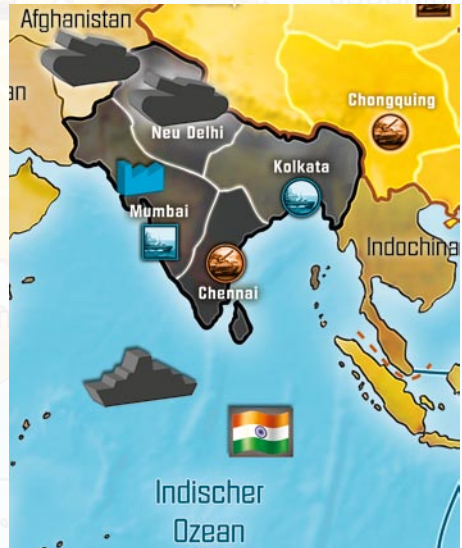 Afghanistan
an
Chongquing
Neu Delhi
Kolkata
Mumbai
Indochina
Chennai
Indischer
Ozean